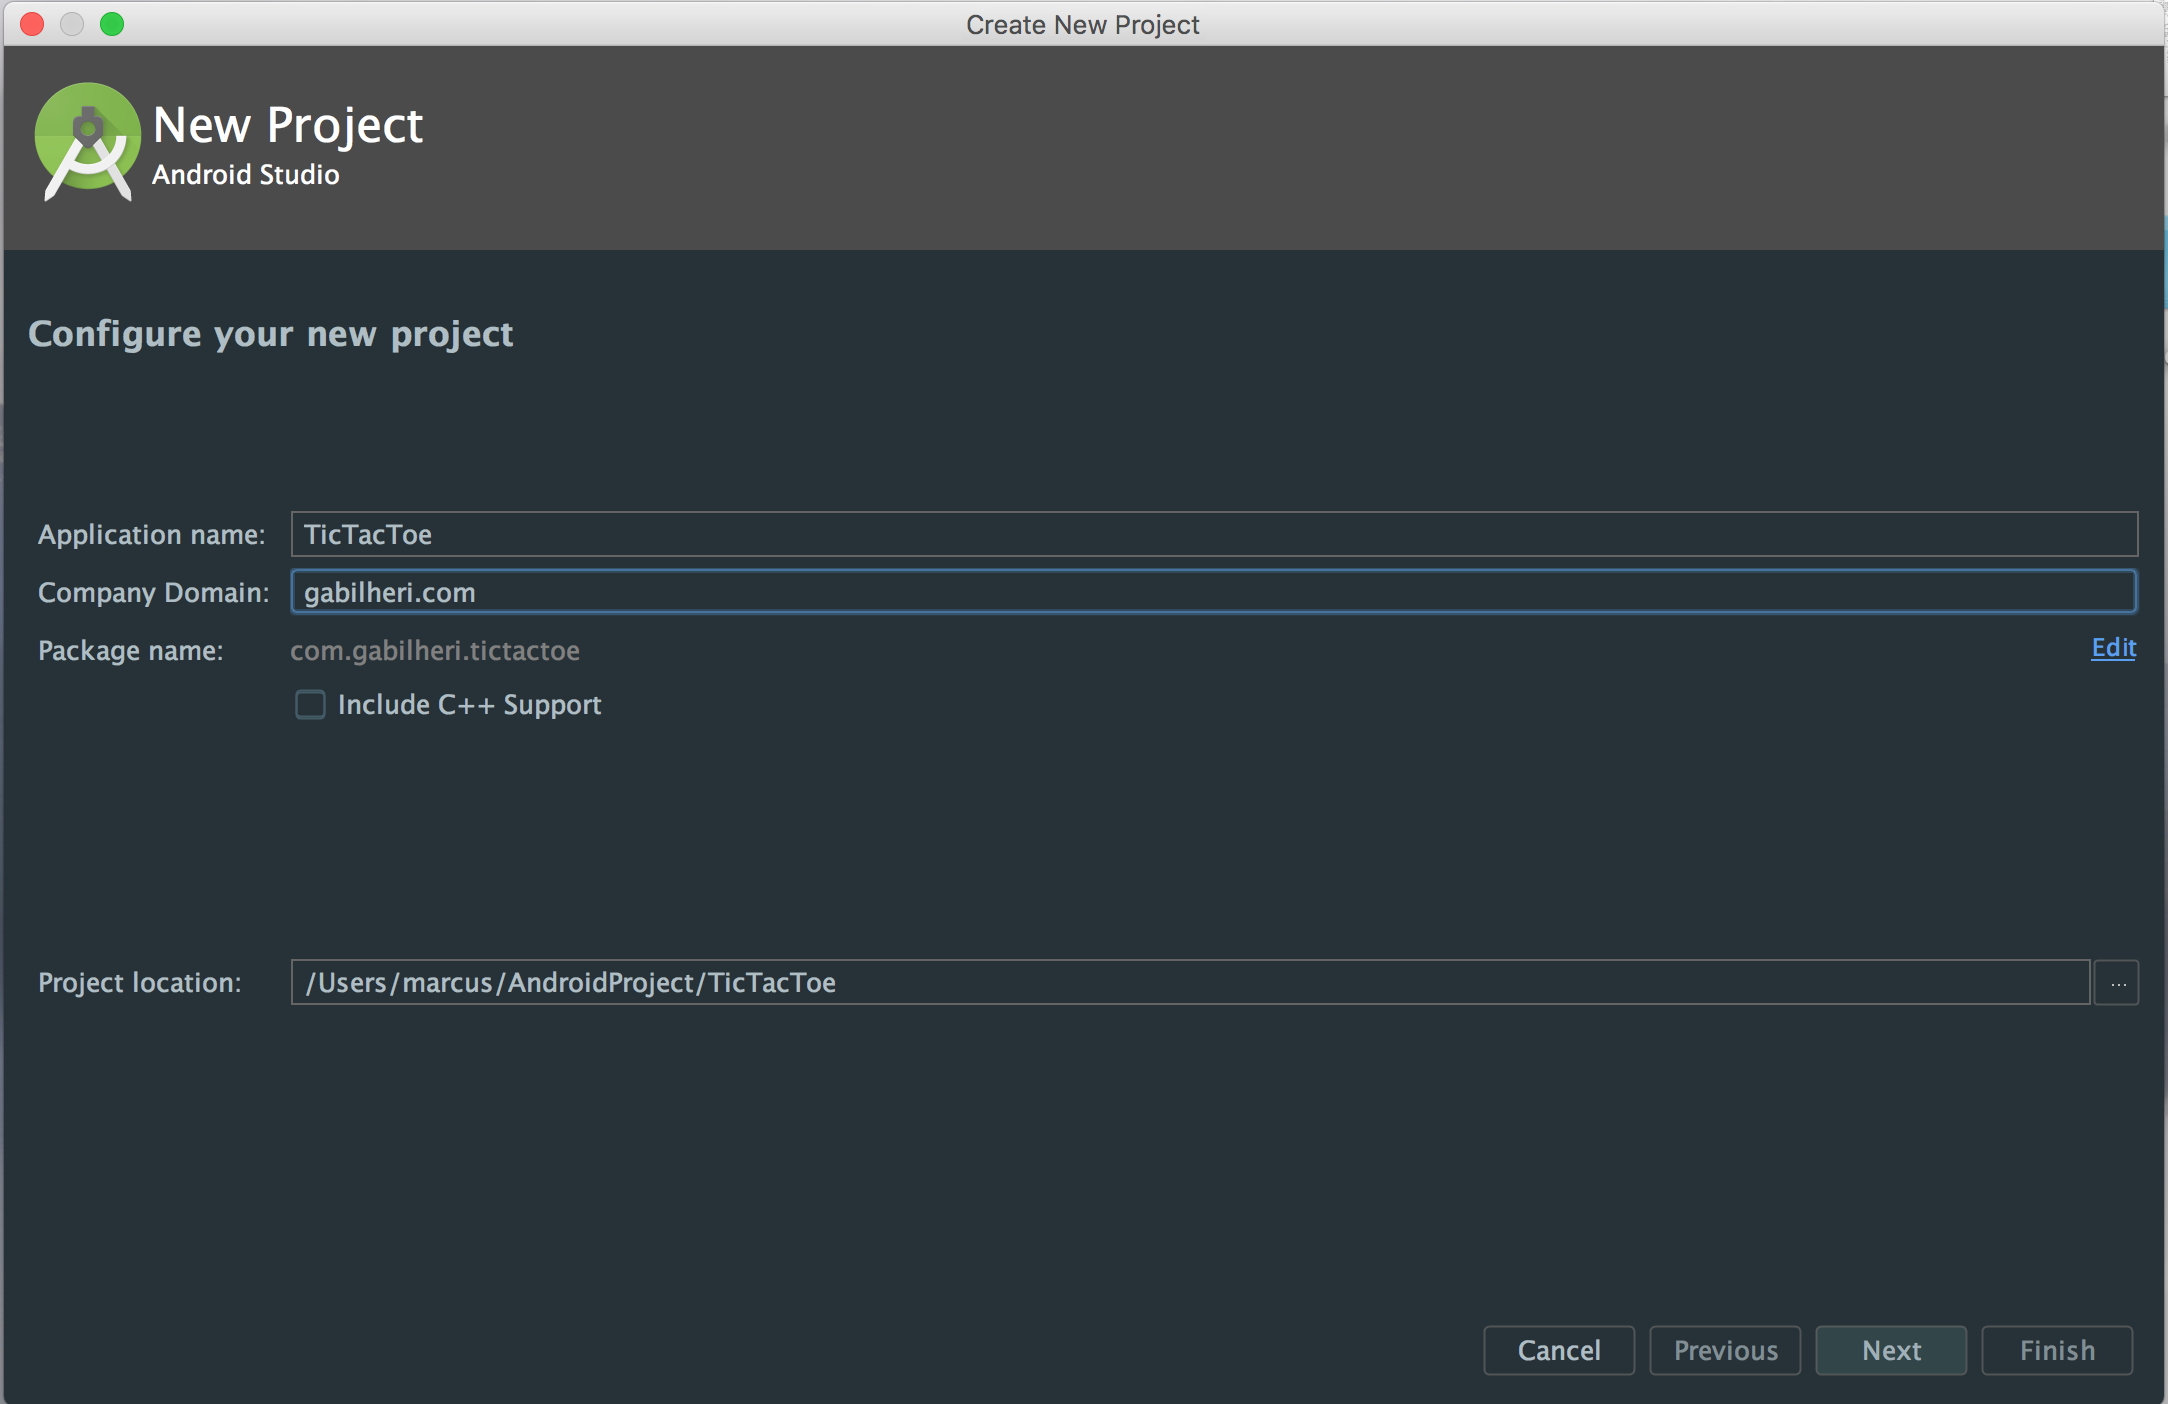 Create New Project
New Project
Android Studio
Configure your new project
Application name: TicTacToe
Company Domain: gabilheri.com
Package name: com.gabilheri.tictactoe Edit
Include C++ Support
Project location: /Users/marcus/AndroidProject/TicTacToe ...
Cancel Previous Next Finish